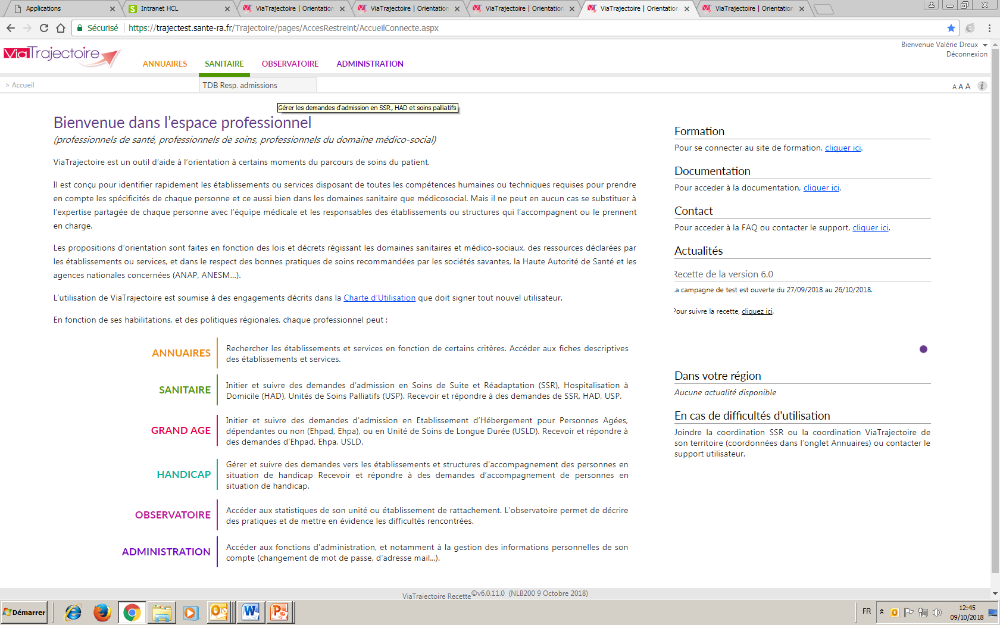 Applications
Intranet HCL
ViaTrajectoire | Orientation
ViaTrajectoire | Orientation
ViaTrajectoire | Orientation
ViaTrajectoire | Orientation
ViaTrajectoire | Orientation
Sécurisé
https://trajectest.sante-ra.fr/Trajectoire/pages/AccesRestreint/AccueilConnecte.aspx
Bienvenue Valérie Dreux
Déconnexion
ViaTrajectoire
ANNUAIRES
SANITAIRE
OBSERVATOIRE
ADMINISTRATION
> Accueil
TDB Resp. admissions
A A A
i
Gérer les demandes d'admission en SSR, HAD et soins palliatifs
Bienvenue dans l’espace professionnel
(professionnels de santé, professionnels de soins, professionnels du domaine médico-social)
ViaTrajectoire est un outil d’aide à l’orientation à certains moments du parcours de soins du patient.
Il est conçu pour identifier rapidement les établissements ou services disposant de toutes les compétences humaines ou techniques requises pour prendre
en compte les spécificités de chaque personne et ce aussi bien dans les domaines sanitaire que médicosocial. Mais il ne peut en aucun cas se substituer à
l’expertise partagée de chaque personne avec l’équipe médicale et les responsables des établissements ou structures qui l’accompagnent ou le prennent
en charge.
Les propositions d’orientation sont faites en fonction des lois et décrets régissant les domaines sanitaires et médico-sociaux, des ressources déclarées par
les établissements ou services, et dans le respect des bonnes pratiques de soins recommandées par les sociétés savantes, la Haute Autorité de Santé et les
agences nationales concernées (ANAP, ANESM...).
L’utilisation de ViaTrajectoire est soumise à des engagements décrits dans la Charte d’Utilisation que doit signer tout nouvel utilisateur.
En fonction de ses habilitations, et des politiques régionales, chaque professionnel peut :
ANNUAIRES
Rechercher les établissements et services en fonction de certains critères. Accéder aux fiches descriptives
des établissements et services.
SANITAIRE
Initier et suivre des demandes d’admission en Soins de Suite et Réadaptation (SSR), Hospitalisation à
Domicile (HAD), Unités de Soins Palliatifs (USP). Recevoir et répondre à des demandes de SSR, HAD, USP.
GRAND AGE
Initier et suivre des demandes d’admission en Etablissement d’Hébergement pour Personnes Agées,
dépendantes ou non (Ehpad, Ehpa), ou en Unité de Soins de Longue Durée (USLD). Recevoir et répondre à
des demandes d’Ehpad, Ehpa, USLD.
HANDICAP
Gérer et suivre des demandes vers les établissements et structures d’accompagnement des personnes en
situation de handicap Recevoir et répondre à des demandes d’accompagnement de personnes en
situation de handicap.
OBSERVATOIRE
Accéder aux statistiques de son unité ou établissement de rattachement. L’observatoire permet de décrire
des pratiques et de mettre en évidence les difficultés rencontrées.
ADMINISTRATION
Accéder aux fonctions d’administration, et notamment à la gestion des informations personnelles de son
compte (changement de mot de passe, d’adresse mail...).
Formation
Pour se connecter au site de formation, cliquer ici.
Documentation
Pour acceder à la documentation, cliquer ici.
Contact
Pour acceder à la FAQ ou contacter le support, cliquer ici.
Actualités
Recette de la version 6.0
La campagne de test est ouverte du 27/09/2018 au 26/10/2018.
Pour suivre la recette, cliquez ici.
Dans votre région
Aucune actualité disponible
En cas de difficultés d'utilisation
Joindre la coordination SSR ou la coordination ViaTrajectoire de
son territoire (coordonnées dans l’onglet Annuaires) ou contacter le
support utilisateur.
ViaTrajectoire Recette©v6.0.11.0 (NLB200 9 Octobre 2018)
Démarrer
FR
12:45
09/10/2018